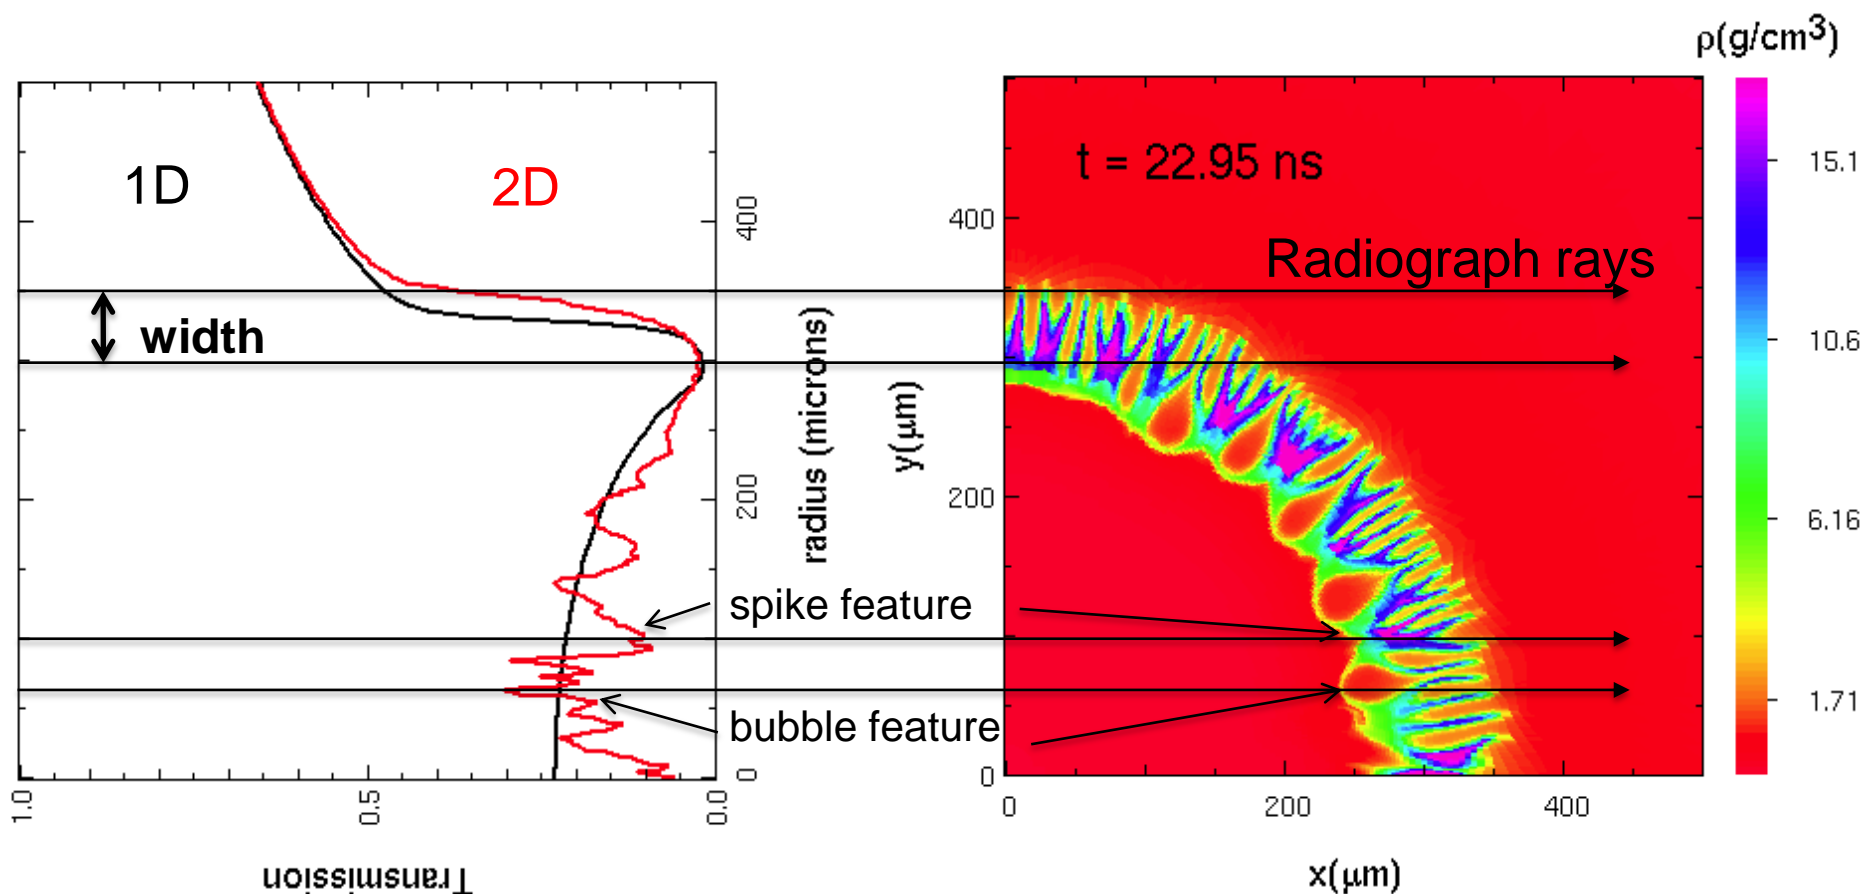 ρ(g/cm³)
1D
2D
t = 22.95 ns
Radiograph rays
width
spike feature
bubble feature
400
200
0
radius (microns)
1.0
0.5
0.0
Transmission
400
200
0
y(μm)
0
200
400
x(μm)
15.1
10.6
6.16
1.71